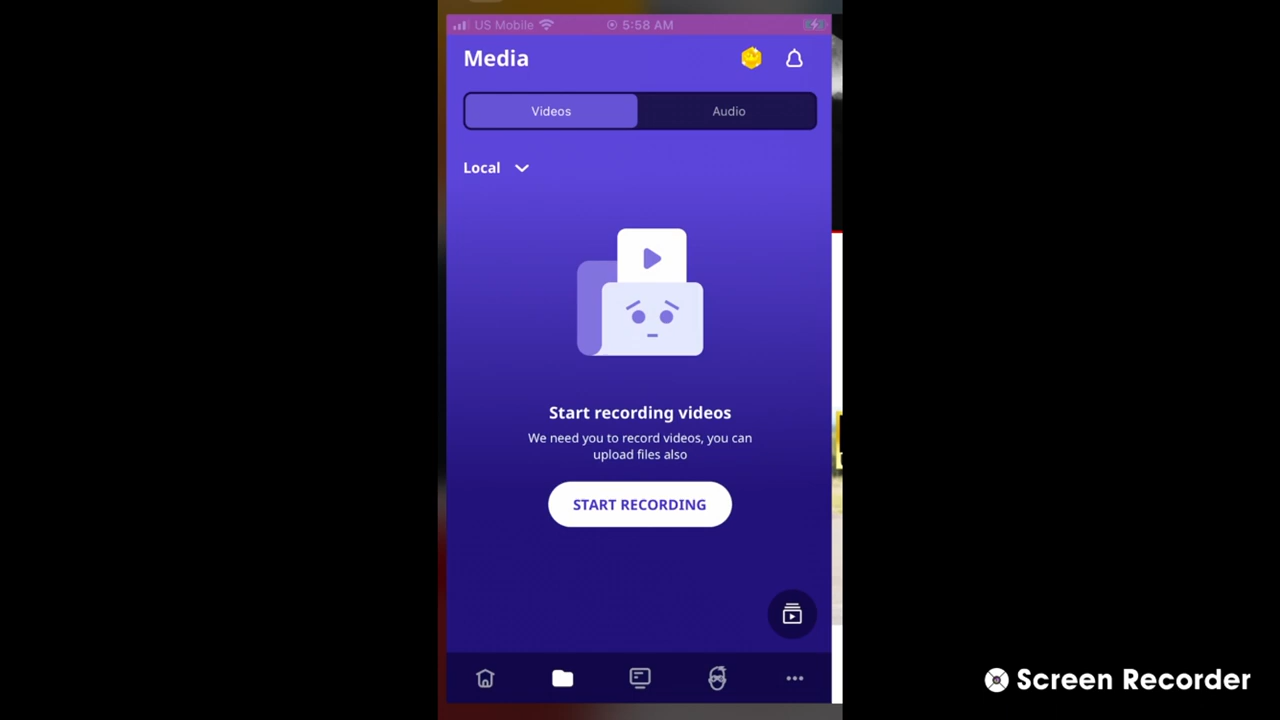 US Mobile 5:58 AM
Media
Videos Audio
Local
Start recording videos
We need you to record videos, you can
upload files also
START RECORDING
Screen Recorder